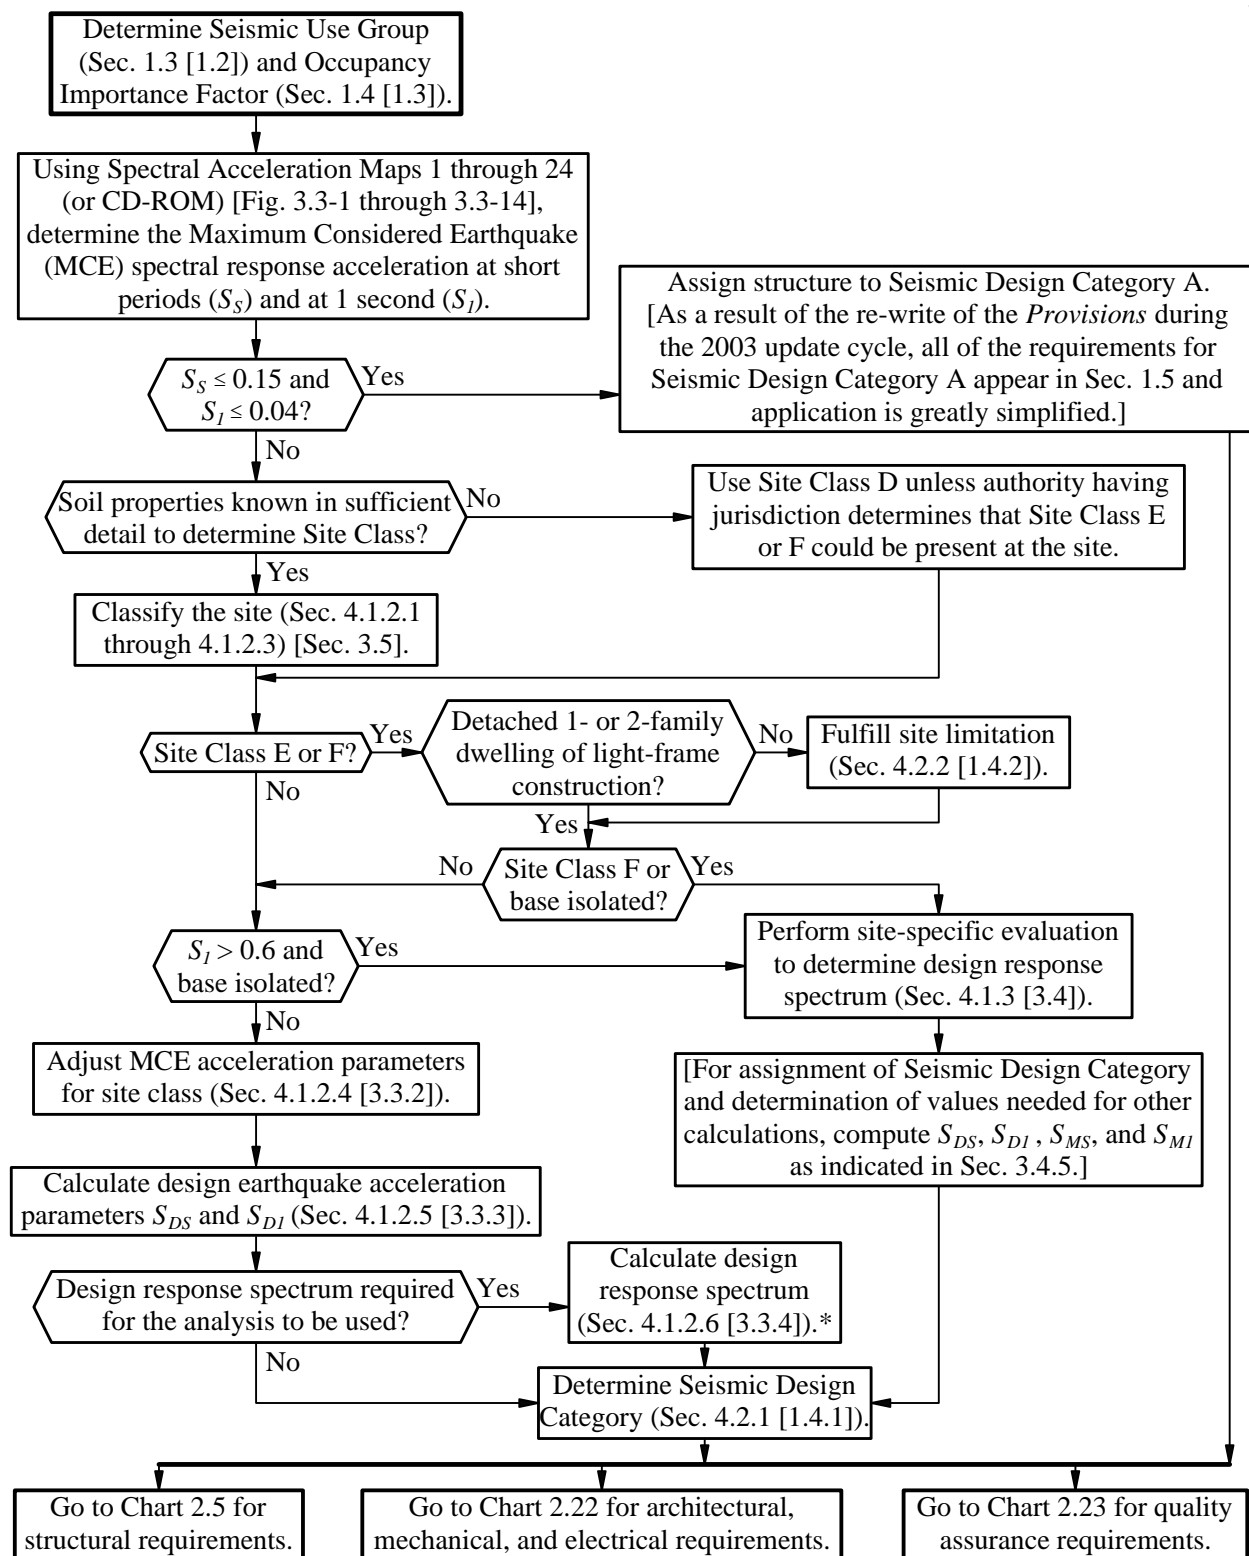 Determine Seismic Use Group
(Sec. 1.3 [1.2]) and Occupancy
Importance Factor (Sec. 1.4 [1.3]).
Using Spectral Acceleration Maps 1 through 24
(or CD-ROM) [Fig. 3.3-1 through 3.3-14],
determine the Maximum Considered Earthquake
(MCE) spectral response acceleration at short
periods (S_S) and at 1 second (S_1).
Assign structure to Seismic Design Category A.
[As a result of the re-write of the Provisions during
the 2003 update cycle, all of the requirements for
Seismic Design Category A appear in Sec. 1.5 and
application is greatly simplified.]
S_S ≤ 0.15 and
S_1 ≤ 0.04?
Yes
No
Soil properties known in sufficient
detail to determine Site Class?
No
Use Site Class D unless authority having
jurisdiction determines that Site Class E
or F could be present at the site.
Yes
Classify the site (Sec. 4.1.2.1
through 4.1.2.3) [Sec. 3.5].
Site Class E or F?
Yes
Detached 1- or 2-family
dwelling of light-frame
construction?
No
Fulfill site limitation
(Sec. 4.2.2 [1.4.2]).
No
Yes
No
Site Class F or
base isolated?
Yes
S_1 > 0.6 and
base isolated?
Yes
Perform site-specific evaluation
to determine design response
spectrum (Sec. 4.1.3 [3.4]).
No
Adjust MCE acceleration parameters
for site class (Sec. 4.1.2.4 [3.3.2]).
[For assignment of Seismic Design Category
and determination of values needed for other
calculations, compute S_DS, S_D1 , S_MS, and S_M1
as indicated in Sec. 3.4.5.]
Calculate design earthquake acceleration
parameters S_DS and S_D1 (Sec. 4.1.2.5 [3.3.3]).
Design response spectrum required
for the analysis to be used?
Yes
Calculate design
response spectrum
(Sec. 4.1.2.6 [3.3.4]).*
No
Determine Seismic Design
Category (Sec. 4.2.1 [1.4.1]).
Go to Chart 2.5 for
structural requirements.
Go to Chart 2.22 for architectural,
mechanical, and electrical requirements.
Go to Chart 2.23 for quality
assurance requirements.